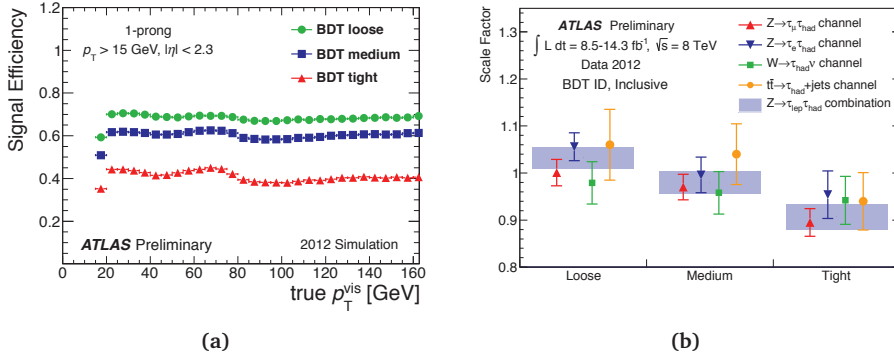 Signal Efficiency
1.2
1
0.8
0.6
0.4
0.2
0
1-prong
p_T > 15 GeV, |η| < 2.3
BDT loose
BDT medium
BDT tight
ATLAS Preliminary
2012 Simulation
0 20 40 60 80 100 120 140 160
true p_T^vis [GeV]
(a)
Scale Factor
1.3
1.2
1.1
1
0.9
0.8
ATLAS Preliminary
∫ L dt = 8.5-14.3 fb-1, √s = 8 TeV
Data 2012
BDT ID, Inclusive
Z→τ_μτ_had channel
Z→τ_eτ_had channel
W→τ_hadν channel
tt̄→τ_had+jets channel
Z→τ_lepτ_had combination
Loose Medium Tight
(b)